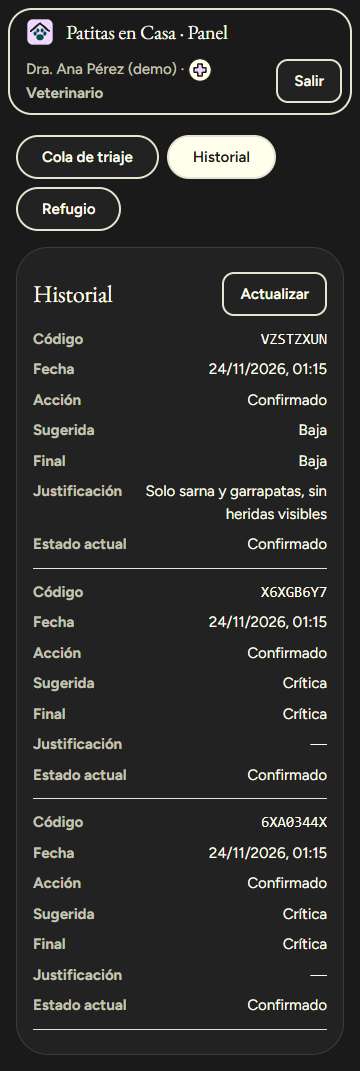 Patitas en Casa · Panel
Dra. Ana Pérez (demo) ·
Veterinario
Salir
Cola de triaje
Historial
Refugio
Historial
Actualizar
Código VZSTZXUN
Fecha 24/11/2026, 01:15
Acción Confirmado
Sugerida Baja
Final Baja
Justificación Solo sarna y garrapatas, sin
heridas visibles
Estado actual Confirmado
Código X6XGB6Y7
Fecha 24/11/2026, 01:15
Acción Confirmado
Sugerida Crítica
Final Crítica
Justificación —
Estado actual Confirmado
Código 6XA0344X
Fecha 24/11/2026, 01:15
Acción Confirmado
Sugerida Crítica
Final Crítica
Justificación —
Estado actual Confirmado